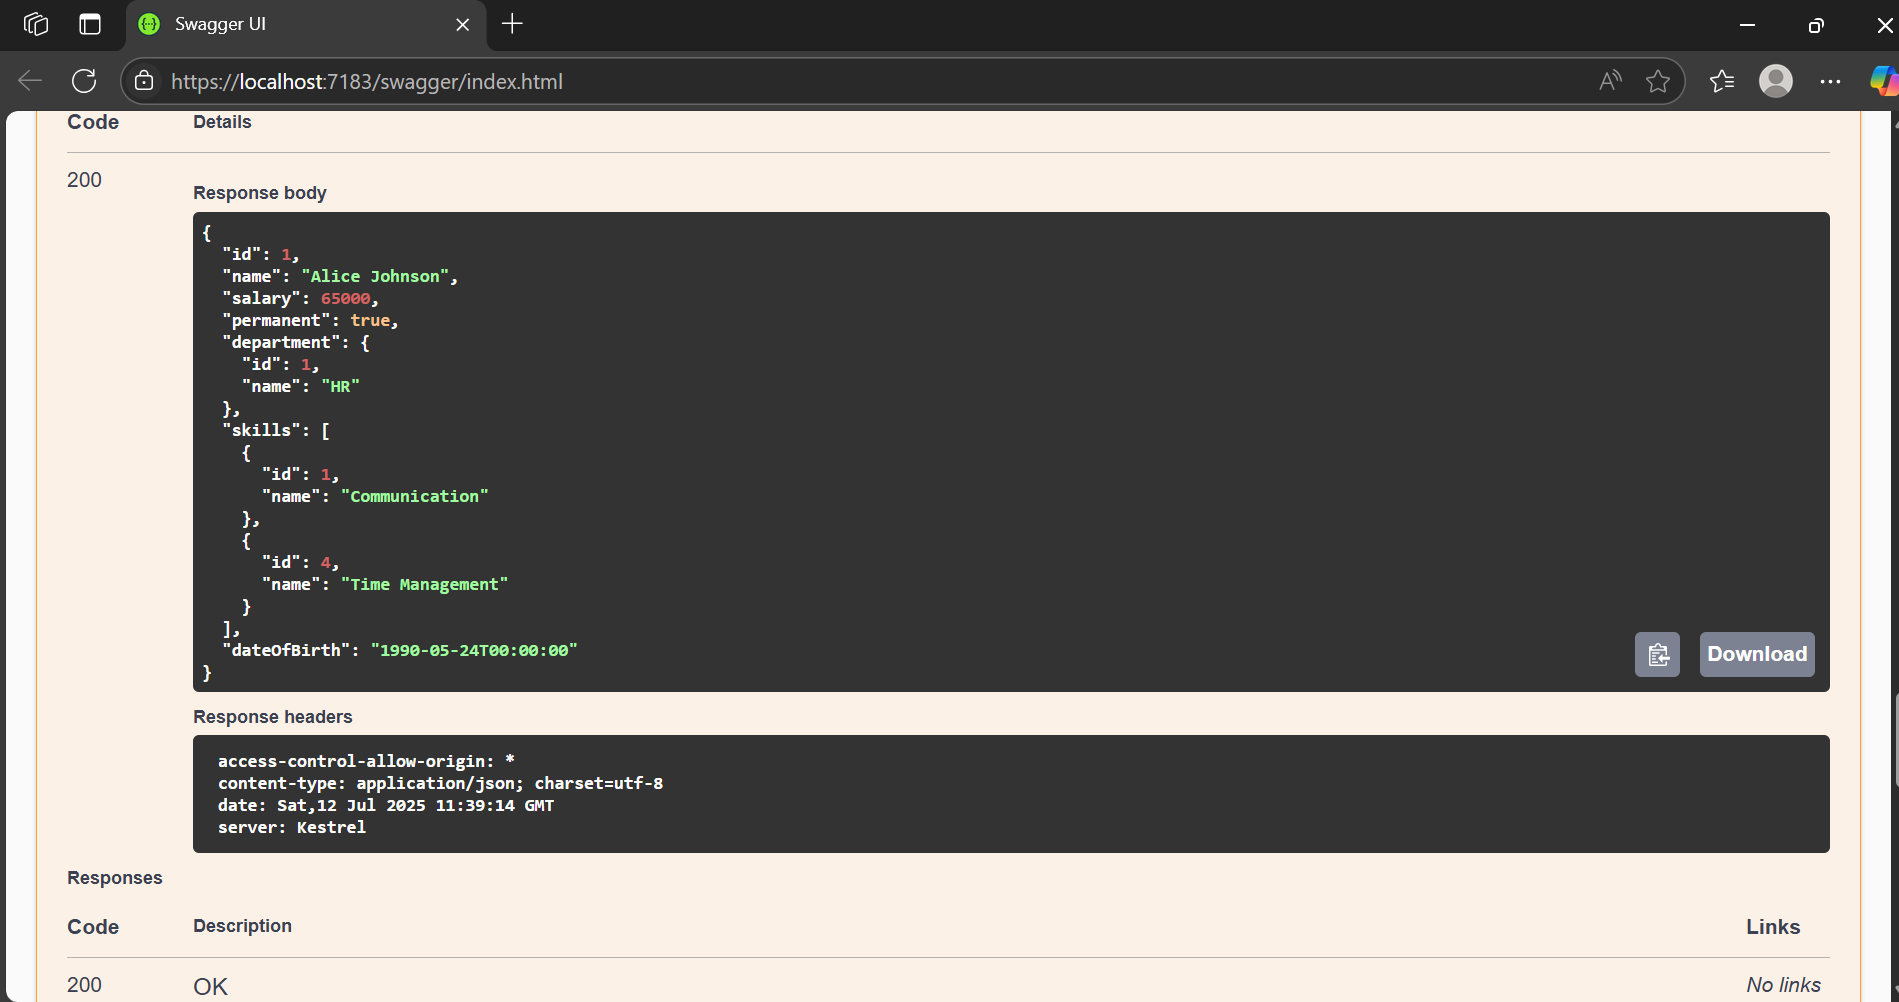 Swagger UI
https://localhost:7183/swagger/index.html
Code Details
200
Response body
{
  "id": 1,
  "name": "Alice Johnson",
  "salary": 65000,
  "permanent": true,
  "department": {
    "id": 1,
    "name": "HR"
  },
  "skills": [
    {
      "id": 1,
      "name": "Communication"
    },
    {
      "id": 4,
      "name": "Time Management"
    }
  ],
  "dateOfBirth": "1990-05-24T00:00:00"
}
Download
Response headers
access-control-allow-origin: *
content-type: application/json; charset=utf-8
date: Sat,12 Jul 2025 11:39:14 GMT
server: Kestrel
Responses
Code Description Links
200 OK No links